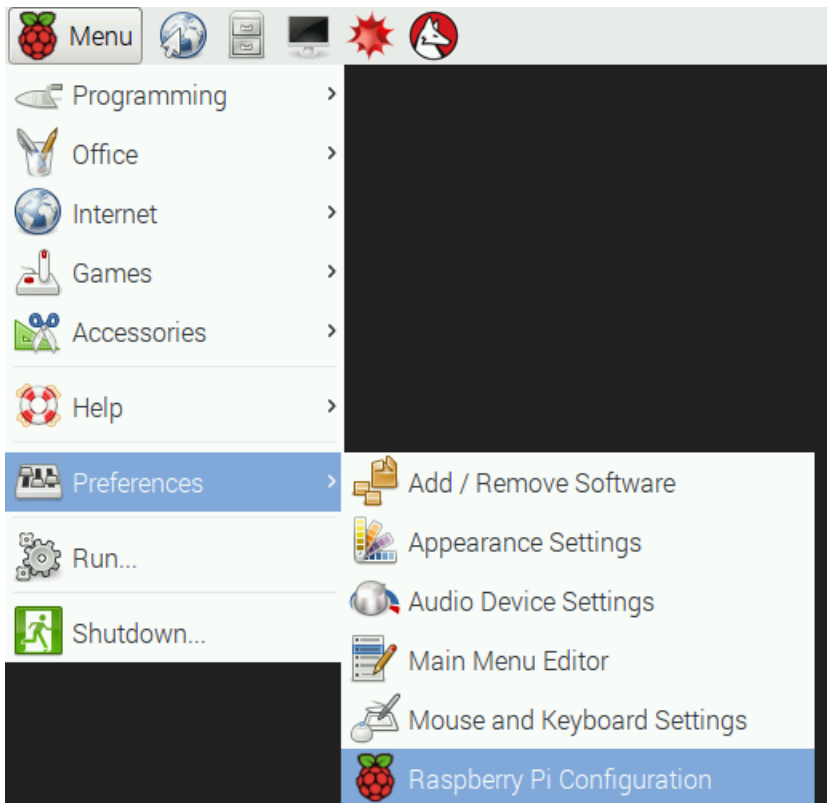 Menu
Programming
Office
Internet
Games
Accessories
Help
Preferences
Run...
Shutdown...
Add / Remove Software
Appearance Settings
Audio Device Settings
Main Menu Editor
Mouse and Keyboard Settings
Raspberry Pi Configuration